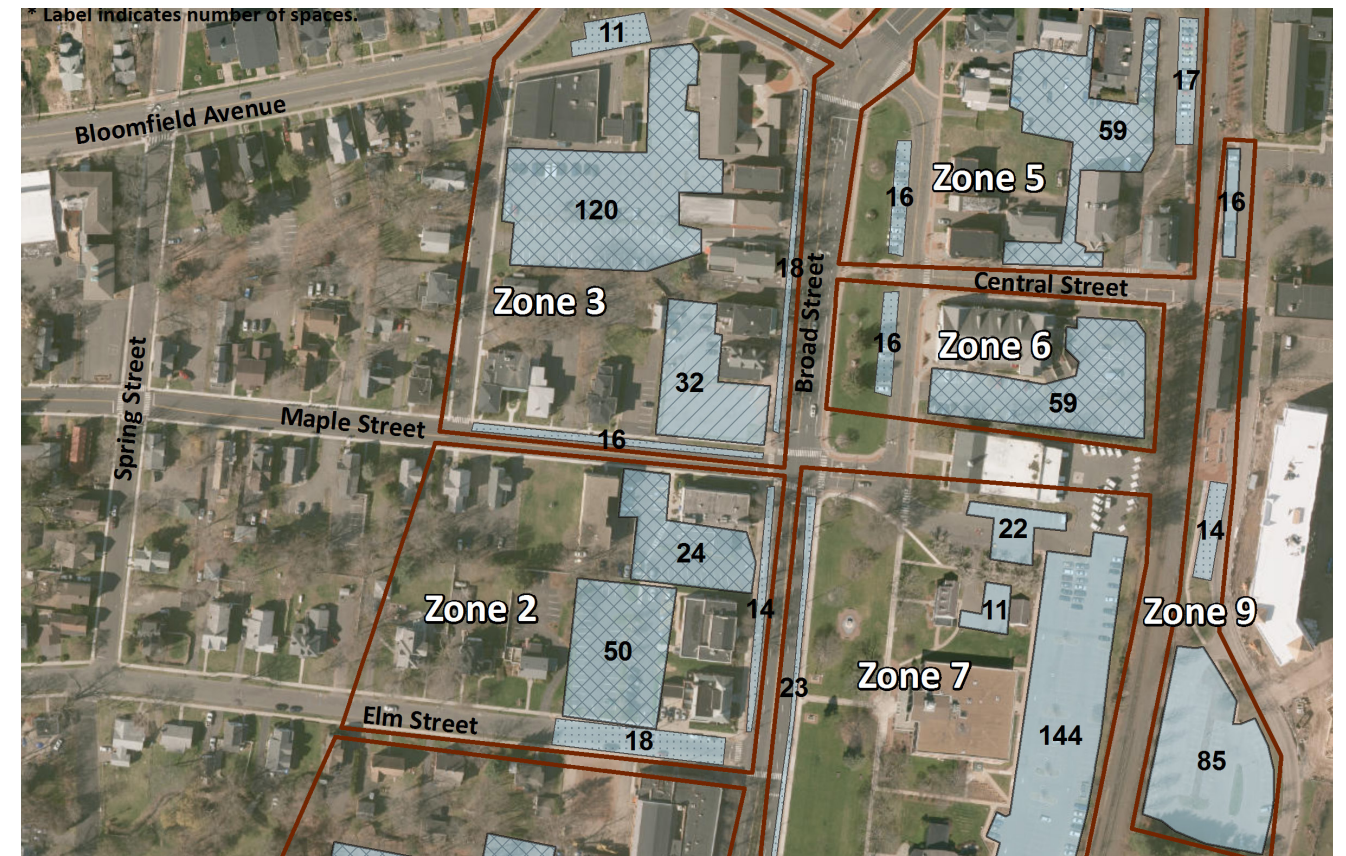 * Label indicates number of spaces.
11
Bloomfield Avenue
17
59
Zone 5
16
16
120
18
Central Street
Zone 3
Broad Street
16
Zone 6
32
59
Spring Street
Maple Street
16
22
14
24
Zone 2
14
11
Zone 9
50
Zone 7
23
Elm Street
18
144
85